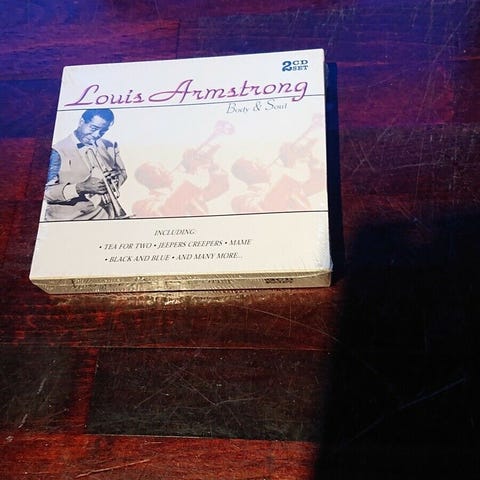 2CD
SET
Louis Armstrong
Body & Soul
INCLUDING:
• TEA FOR TWO • JEEPERS CREEPERS • MAME
• BLACK AND BLUE • AND MANY MORE...